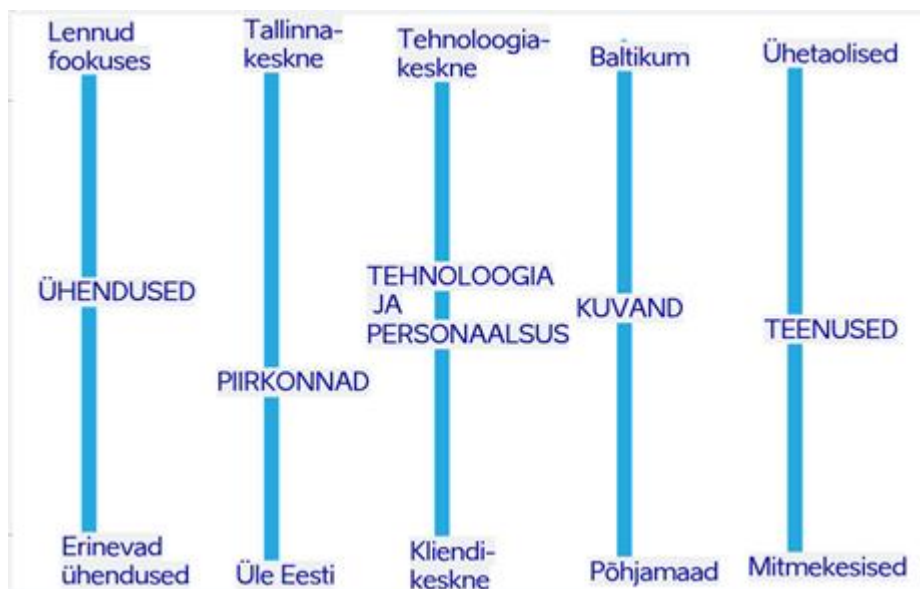 Lennud
fookuses
Tallinna-
keskne
Tehnoloogia-
keskne
Baltikum
Ühetaolised
ÜHENDUSED
PIIRKONNAD
TEHNOLOOGIA
JA
PERSONAALSUS
KUVAND
TEENUSED
Erinevad
ühendused
Üle Eesti
Kliendi-
keskne
Põhjamaad
Mitmekesised